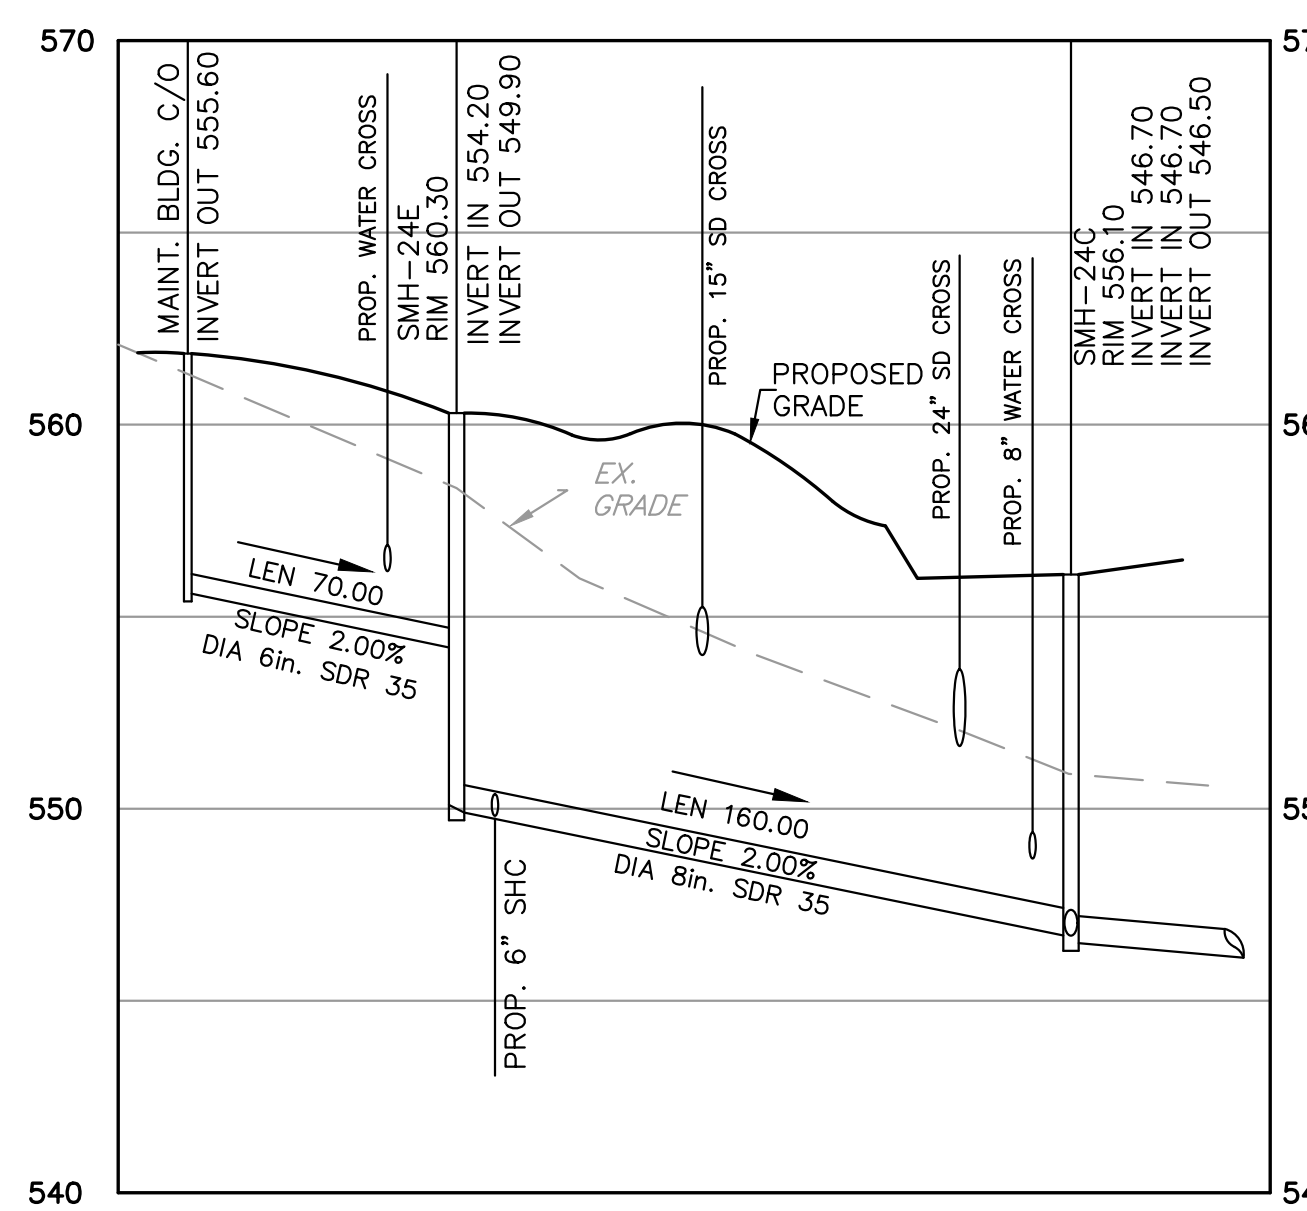 570
57
MAINT. BLDG. C/O
INVERT OUT 555.60
PROP. WATER CROSS
SMH-24E
RIM 560.30
INVERT IN 554.20
INVERT OUT 549.90
PROP. 15" SD CROSS
PROP. 24" SD CROSS
PROP. 8" WATER CROSS
SMH-24C
RIM 556.10
INVERT IN 546.70
INVERT IN 546.70
INVERT OUT 546.50
PROPOSED
GRADE
560
56
EX.
GRADE
LEN 70.00
SLOPE 2.00%
DIA 6in. SDR 35
550
55
LEN 160.00
SLOPE 2.00%
DIA 8in. SDR 35
PROP. 6" SHC
540
54